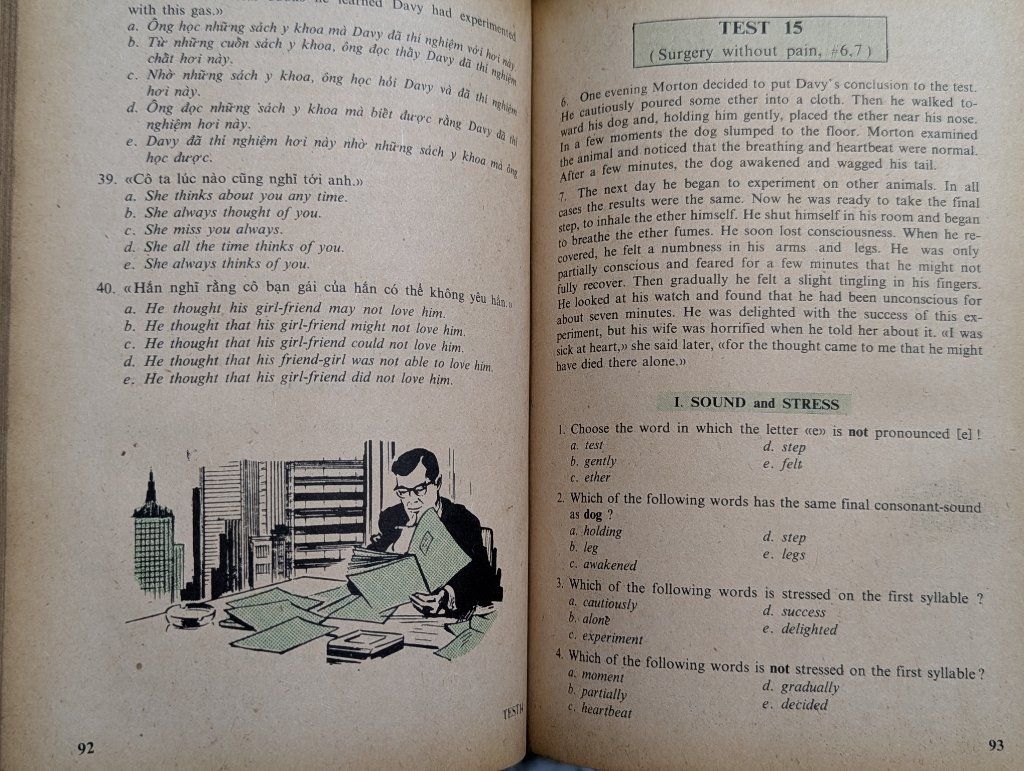 he learned Davy had experimented
with this gas.»
a. Ông học những sách y khoa mà Davy đã thí nghiệm với hơi này.
b. Từ những cuốn sách y khoa, ông đọc thấy Davy đã thí nghiệm
chất hơi này.
c. Nhờ những sách y khoa, ông học hỏi Davy và đã thí nghiệm
hơi này.
d. Ông đọc những sách y khoa mà biết được rằng Davy đã thí
nghiệm hơi này.
e. Davy đã thí nghiệm hơi này nhờ những sách y khoa mà ông
học được.
39. «Cô ta lúc nào cũng nghĩ tới anh.»
a. She thinks about you any time.
b. She always thought of you.
c. She miss you always.
d. She all the time thinks of you.
e. She always thinks of you.
40. «Hắn nghĩ rằng cô bạn gái của hắn có thể không yêu hắn.»
a. He thought his girl-friend may not love him.
b. He thought that his girl-friend might not love him.
c. He thought that his girl-friend could not love him.
d. He thought that his friend-girl was not able to love him.
e. He thought that his girl-friend did not love him.
TEST 14
92
TEST 15
(Surgery without pain, #6,7)
6. One evening Morton decided to put Davy's conclusion to the test.
He cautiously poured some ether into a cloth. Then he walked to-
ward his dog and, holding him gently, placed the ether near his nose.
In a few moments the dog slumped to the floor. Morton examined
the animal and noticed that the breathing and heartbeat were normal.
After a few minutes, the dog awakened and wagged his tail.
7. The next day he began to experiment on other animals. In all
cases the results were the same. Now he was ready to take the final
step, to inhale the ether himself. He shut himself in his room and began
to breathe the ether fumes. He soon lost consciousness. When he re-
covered, he felt a numbness in his arms and legs. He was only
partially conscious and feared for a few minutes that he might not
fully recover. Then gradually he felt a slight tingling in his fingers.
He looked at his watch and found that he had been unconscious for
about seven minutes. He was delighted with the success of this ex-
periment, but his wife was horrified when he told her about it. «I was
sick at heart,» she said later, «for the thought came to me that he might
have died there alone.»
I. SOUND and STRESS
1. Choose the word in which the letter «e» is not pronounced [e] !
a. test
b. gently
c. ether
d. step
e. felt
2. Which of the following words has the same final consonant-sound
as dog ?
a. holding
b. leg
c. awakened
d. step
e. legs
3. Which of the following words is stressed on the first syllable ?
a. cautiously
b. alone
c. experiment
d. success
e. delighted
4. Which of the following words is not stressed on the first syllable ?
a. moment
b. partially
c. heartbeat
d. gradually
e. decided
93